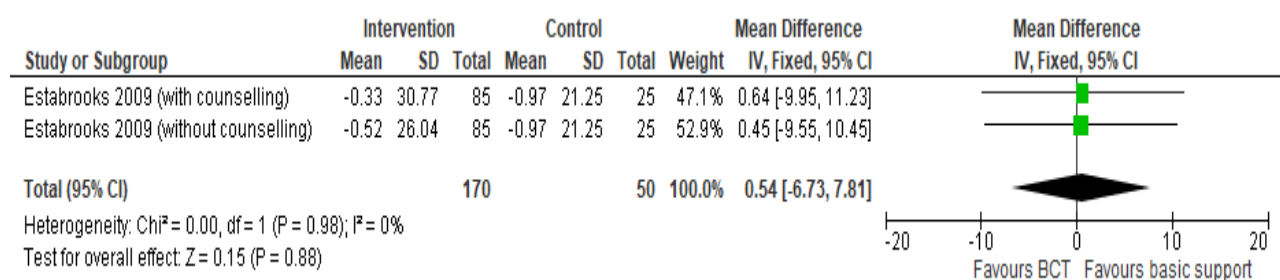 Intervention Control Mean Difference Mean Difference
Study or Subgroup Mean SD Total Mean SD Total Weight IV, Fixed, 95% CI IV, Fixed, 95% CI
Estabrooks 2009 (with counselling) -0.33 30.77 85 -0.97 21.25 25 47.1% 0.64 [-9.95, 11.23]
Estabrooks 2009 (without counselling) -0.52 26.04 85 -0.97 21.25 25 52.9% 0.45 [-9.55, 10.45]
Total (95% CI) 170 50 100.0% 0.54 [-6.73, 7.81]
Heterogeneity: Chi² = 0.00, df = 1 (P = 0.98); I² = 0%
Test for overall effect: Z = 0.15 (P = 0.88)
-20 -10 0 10 20
Favours BCT Favours basic support